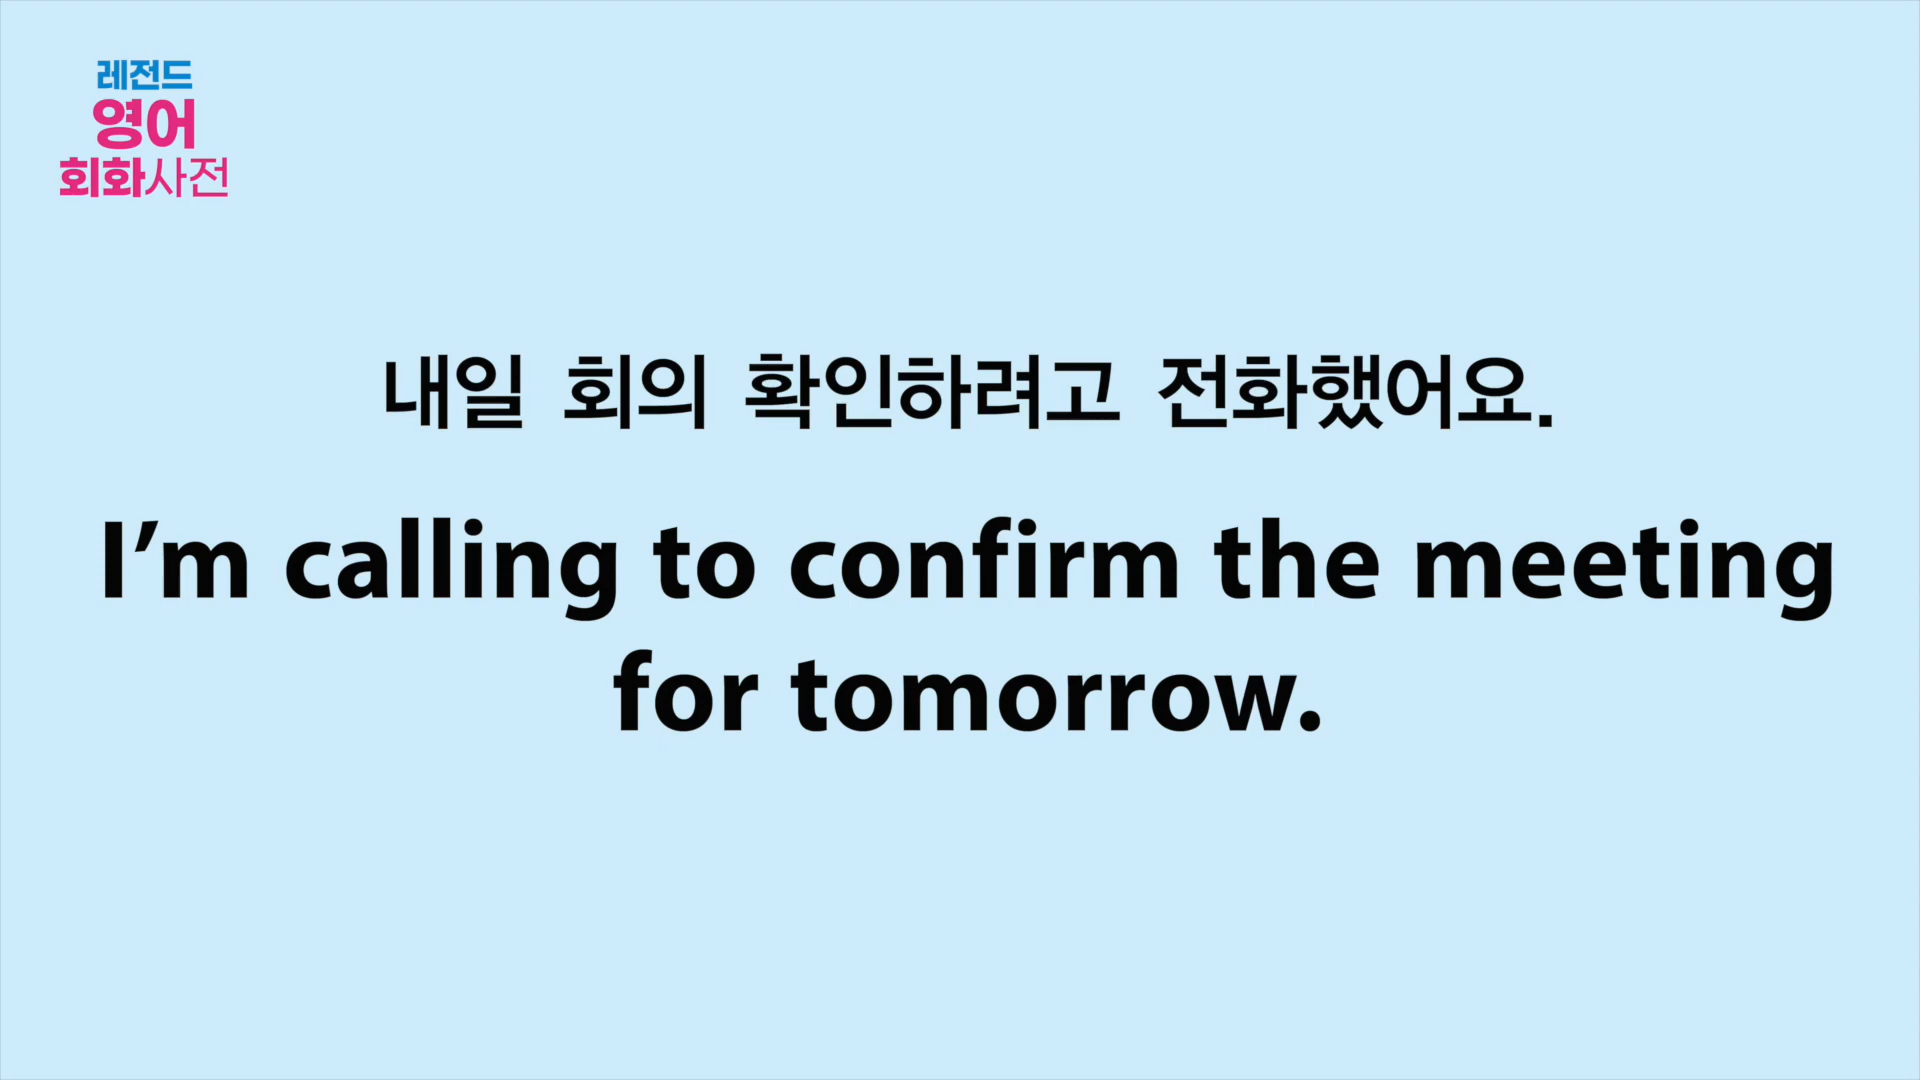 레전드
영어
회화사전
내일 회의 확인하려고 전화했어요.
I’m calling to confirm the meeting
for tomorrow.